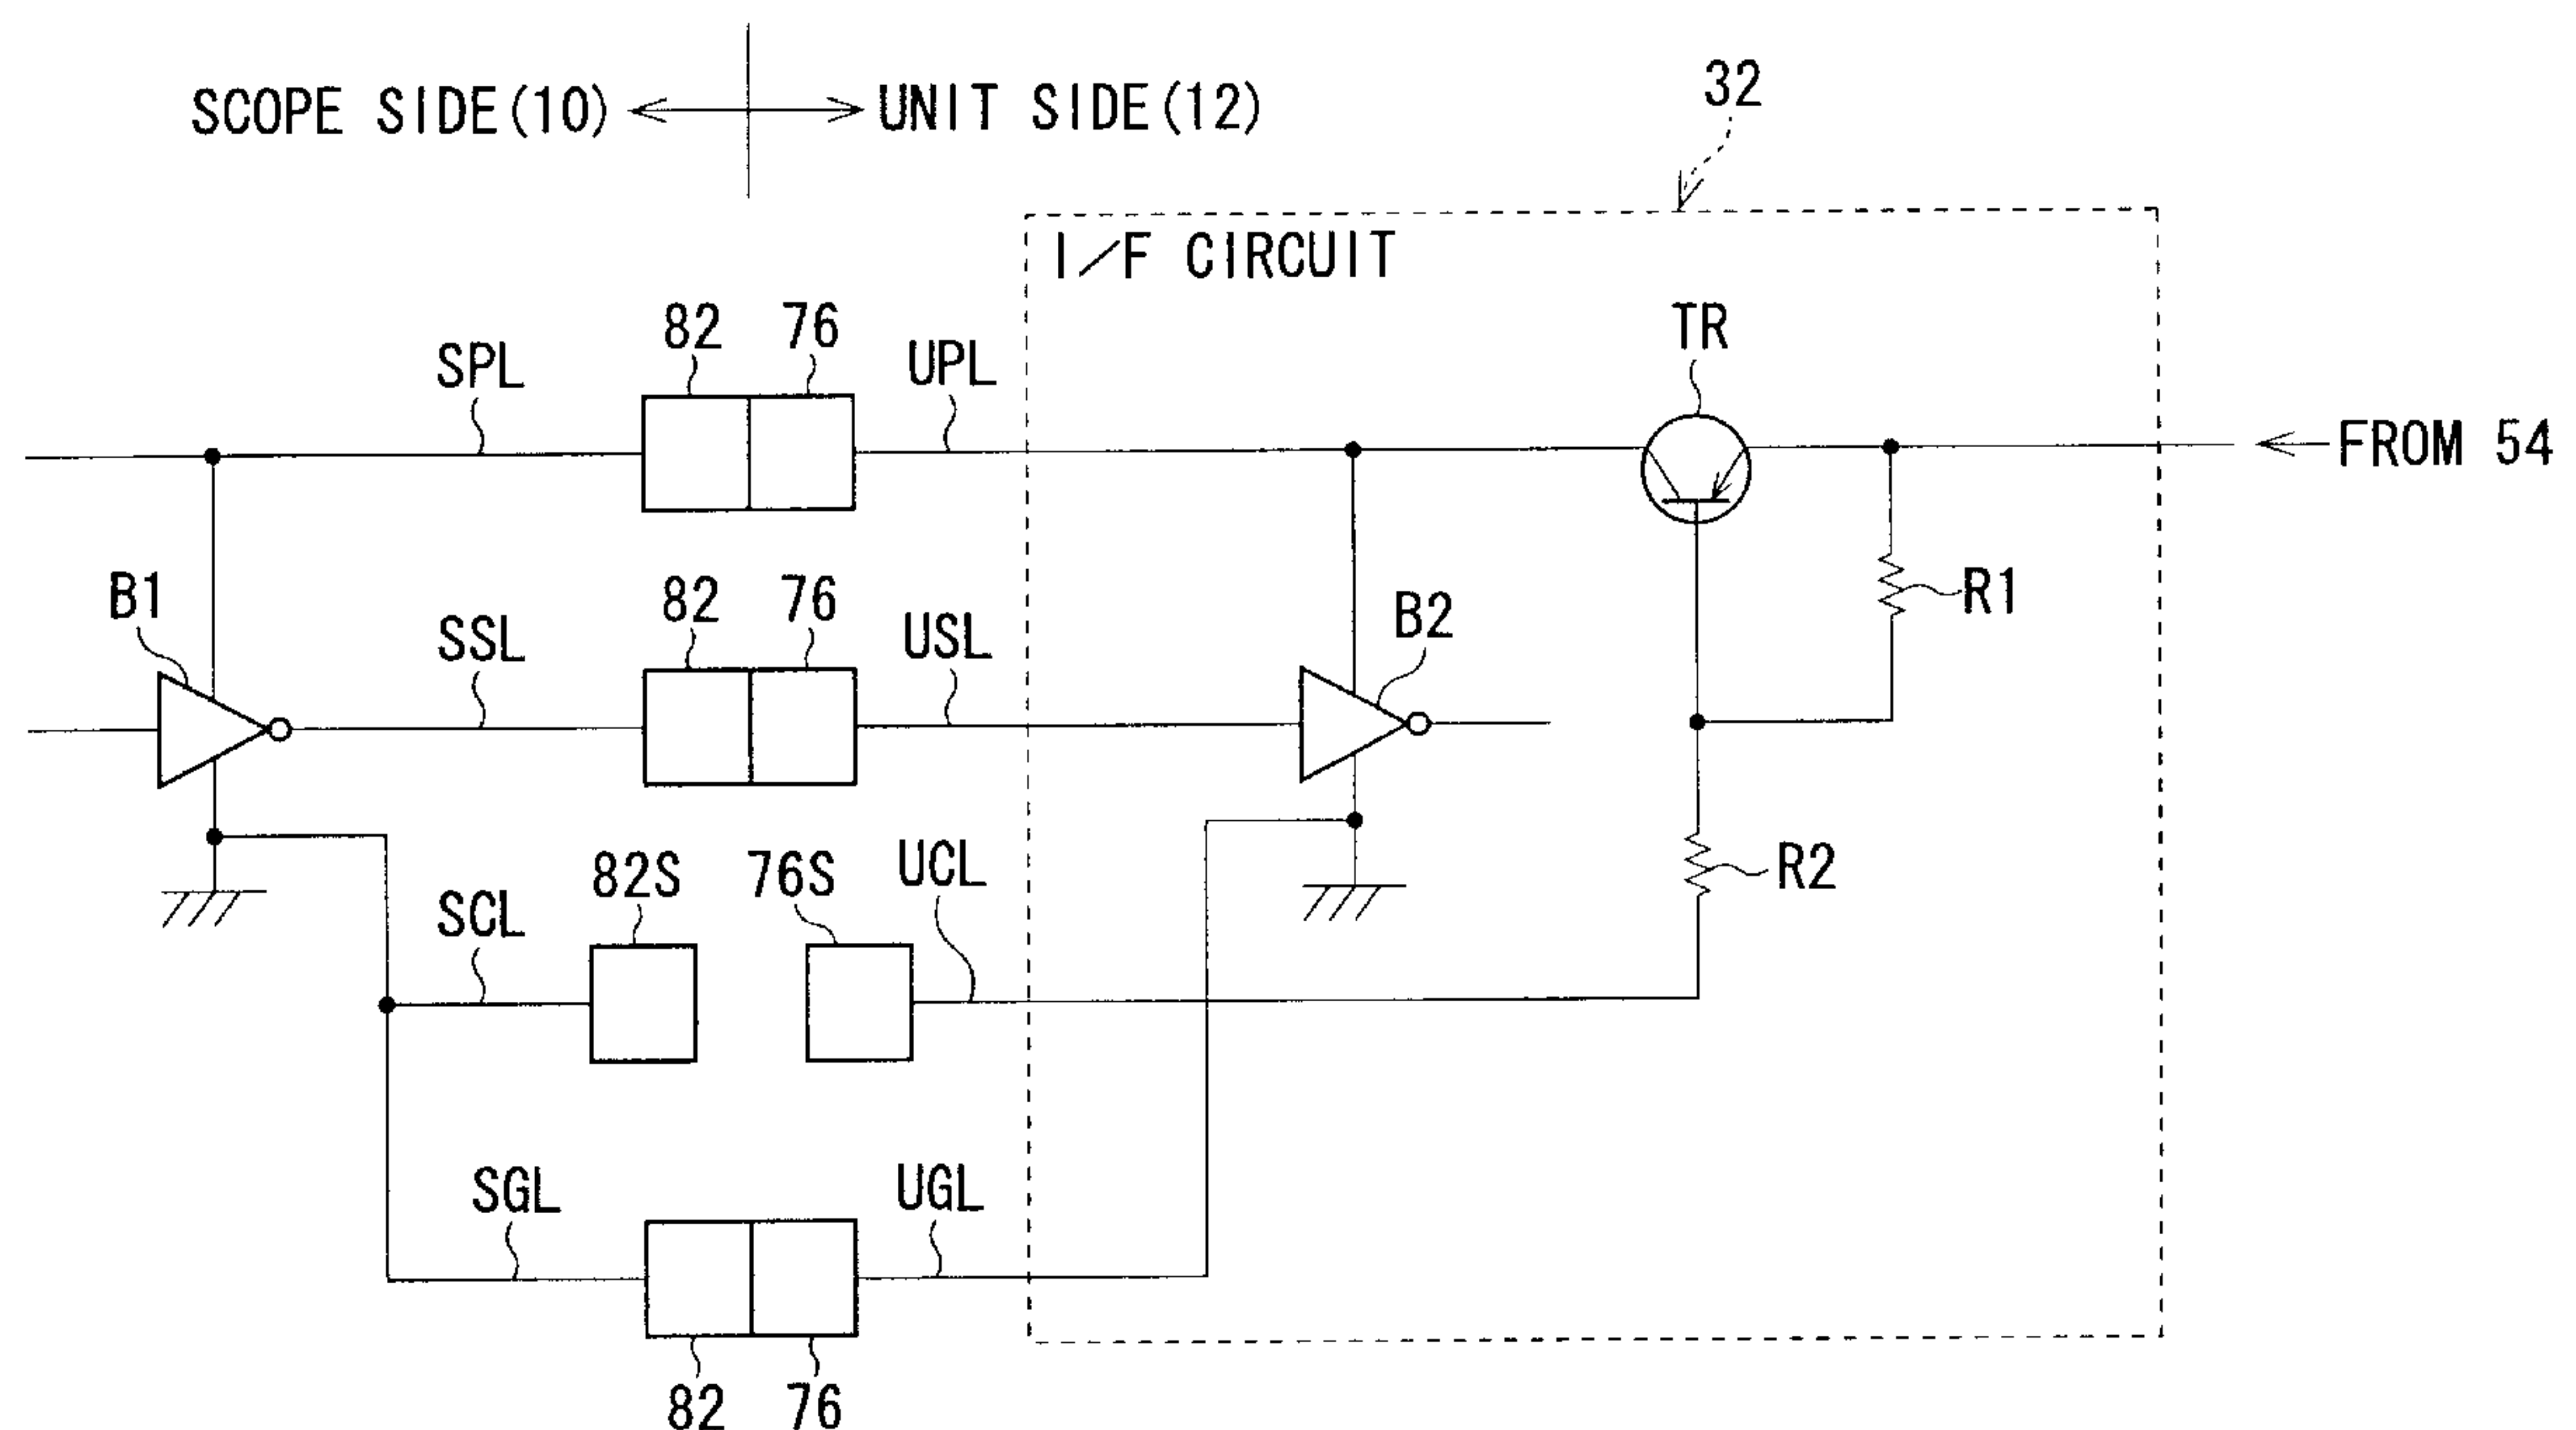 32
SCOPE SIDE(10)
UNIT SIDE(12)
I/F CIRCUIT
82
76
TR
SPL
UPL
FROM 54
B1
82
76
R1
SSL
USL
B2
82S
76S
UCL
R2
SCL
SGL
UGL
82
76